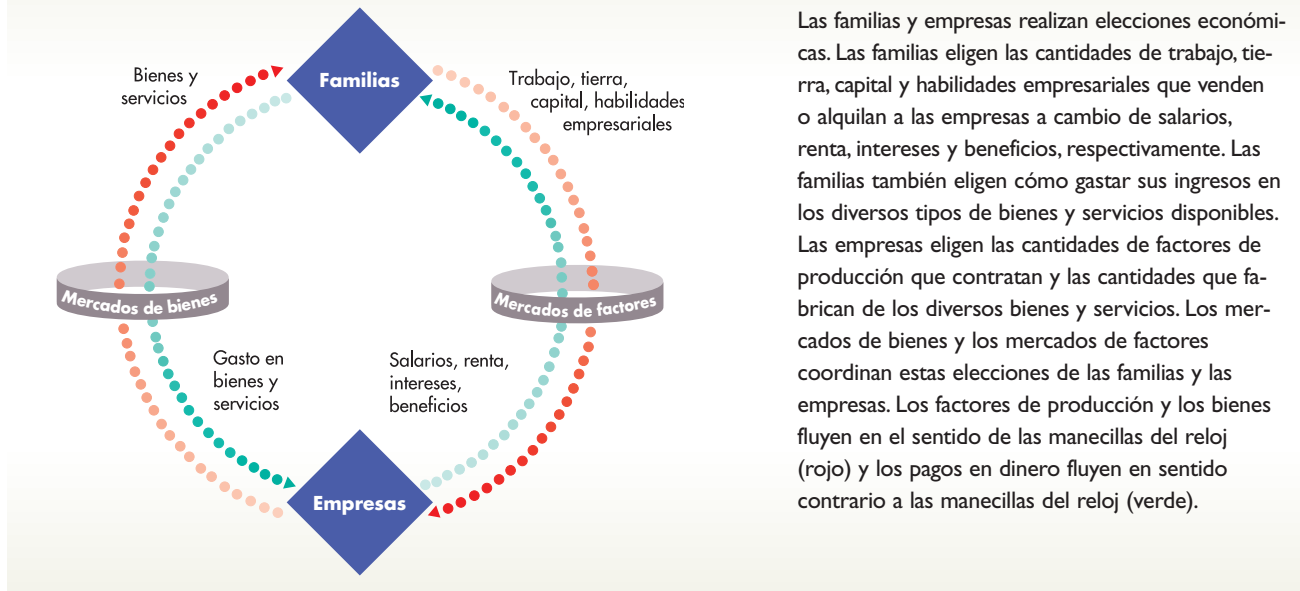 Familias
Bienes y
servicios
Trabajo, tierra,
capital, habilidades
empresariales
Mercados de bienes
Mercados de factores
Gasto en
bienes y
servicios
Salarios, renta,
intereses,
beneficios
Empresas
Las familias y empresas realizan elecciones económi-
cas. Las familias eligen las cantidades de trabajo, tie-
rra, capital y habilidades empresariales que venden
o alquilan a las empresas a cambio de salarios,
renta, intereses y beneficios, respectivamente. Las
familias también eligen cómo gastar sus ingresos en
los diversos tipos de bienes y servicios disponibles.
Las empresas eligen las cantidades de factores de
producción que contratan y las cantidades que fa-
brican de los diversos bienes y servicios. Los mer-
cados de bienes y los mercados de factores
coordinan estas elecciones de las familias y las
empresas. Los factores de producción y los bienes
fluyen en el sentido de las manecillas del reloj
(rojo) y los pagos en dinero fluyen en sentido
contrario a las manecillas del reloj (verde).